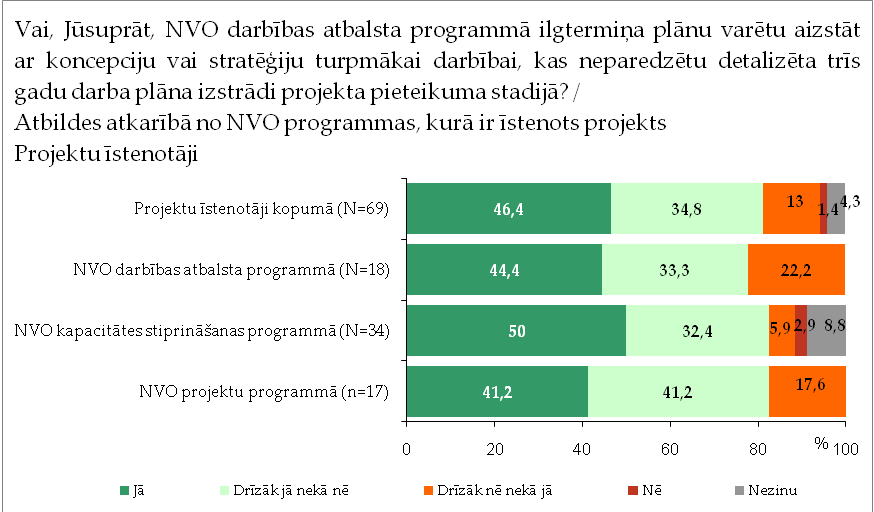 Vai, Jūsuprāt, NVO darbības atbalsta programmā ilgtermiņa plānu varētu aizstāt
ar koncepciju vai stratēģiju turpmākai darbībai, kas neparedzētu detalizēta trīs
gadu darba plāna izstrādi projekta pieteikuma stadijā? /
Atbildes atkarībā no NVO programmas, kurā ir īstenots projekts
Projektu īstenotāji
Projektu īstenotāji kopumā (N=69)
46,4
34,8
13
1,4
4,3
NVO darbības atbalsta programmā (N=18)
44,4
33,3
22,2
NVO kapacitātes stiprināšanas programmā (N=34)
50
32,4
5,9
2,9
8,8
NVO projektu programmā (n=17)
41,2
41,2
17,6
0
20
40
60
80
%
100
Jā
Drīzāk jā nekā nē
Drīzāk nē nekā jā
Nē
Nezinu